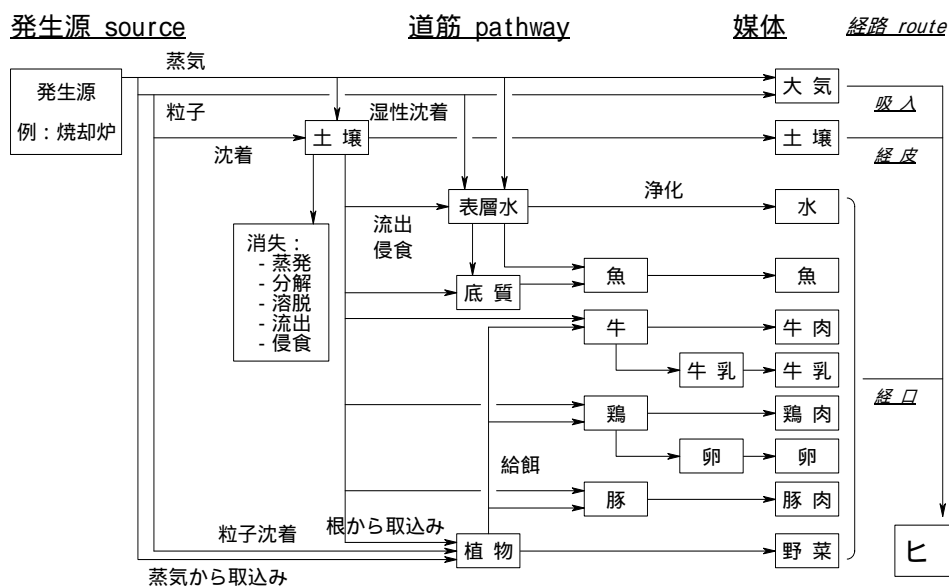 発生源 source
道筋 pathway
媒体
経路 route
蒸気
発生源
例：焼却炉
大 気
粒子
湿性沈着
吸入
沈着
土 壌
土 壌
経 皮
浄化
表層水
水
流出
侵食
消失：
- 蒸発
- 分解
- 溶脱
- 流出
- 侵食
魚
魚
底 質
牛
牛 肉
牛 乳
牛 乳
経 口
鶏
鶏 肉
卵
卵
給餌
豚
豚 肉
根から取込み
粒子沈着
植 物
野 菜
ヒ
蒸気から取込み